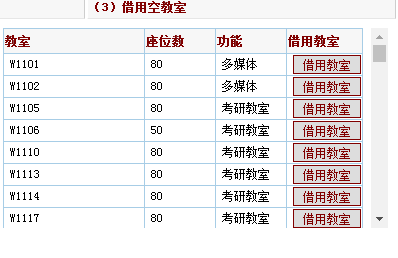 （3）借用空教室
教室 座位数 功能 借用教室
W1101 80 多媒体 借用教室
W1102 80 多媒体 借用教室
W1105 80 考研教室 借用教室
W1106 50 考研教室 借用教室
W1110 80 考研教室 借用教室
W1113 80 考研教室 借用教室
W1114 80 考研教室 借用教室
W1117 80 考研教室 借用教室